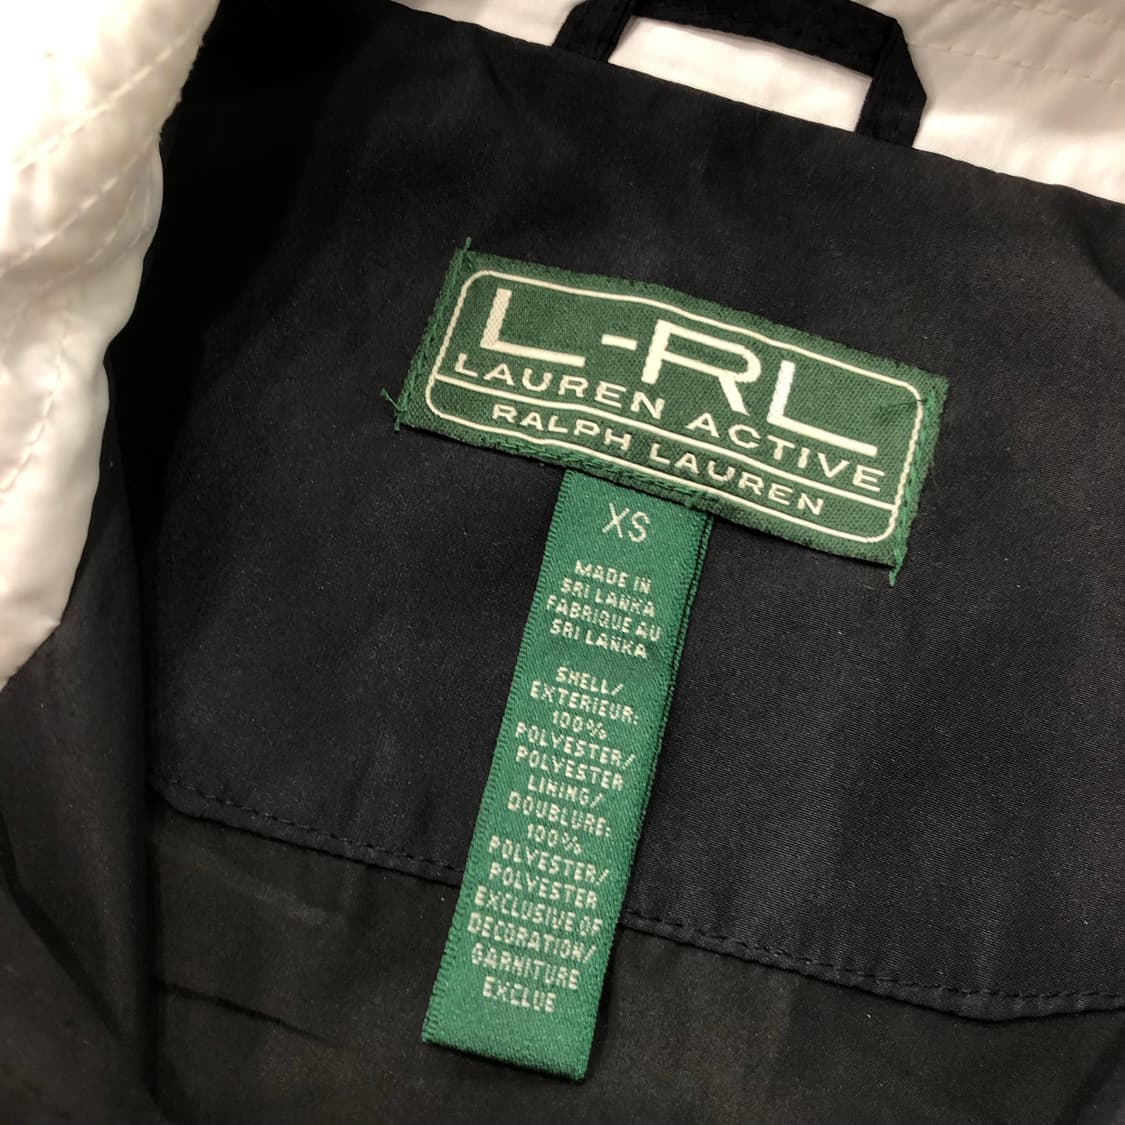 L-RL
LAUREN ACTIVE
RALPH LAUREN
XS
MADE IN
SRI LANKA
FABRIQUE AU
SRI LANKA
SHELL/
EXTERIEUR:
100%
POLYESTER/
POLYESTER
LINING/
DOUBLURE:
100%
POLYESTER/
POLYESTER
EXCLUSIVE OF
DECORATION/
GARNITURE
EXCLUE